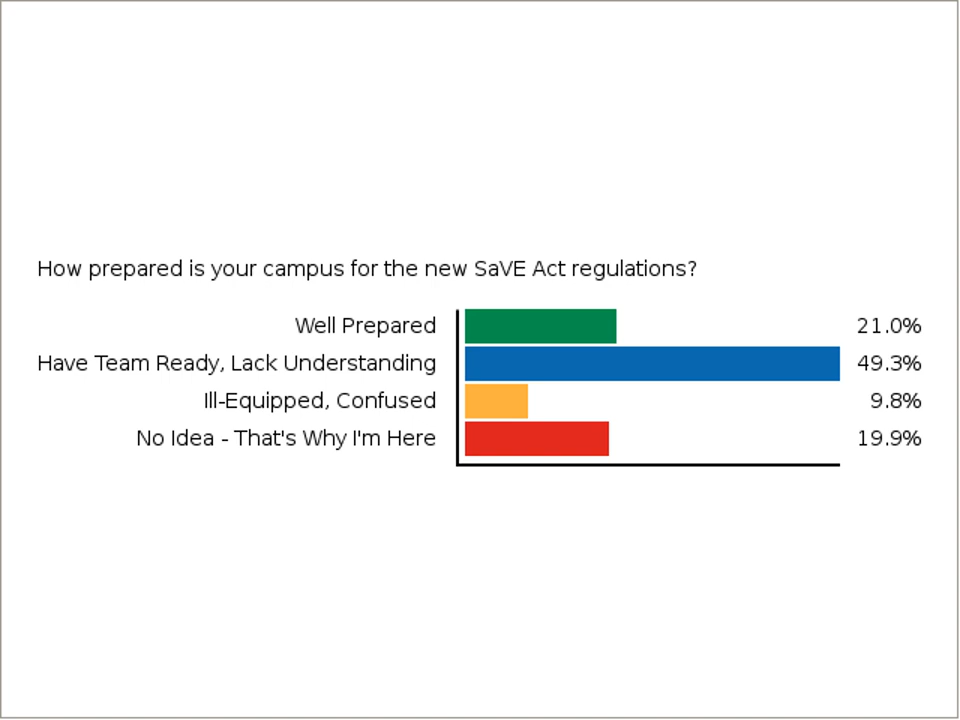 How prepared is your campus for the new SaVE Act regulations?
Well Prepared 21.0%
Have Team Ready, Lack Understanding 49.3%
Ill-Equipped, Confused 9.8%
No Idea - That's Why I'm Here 19.9%